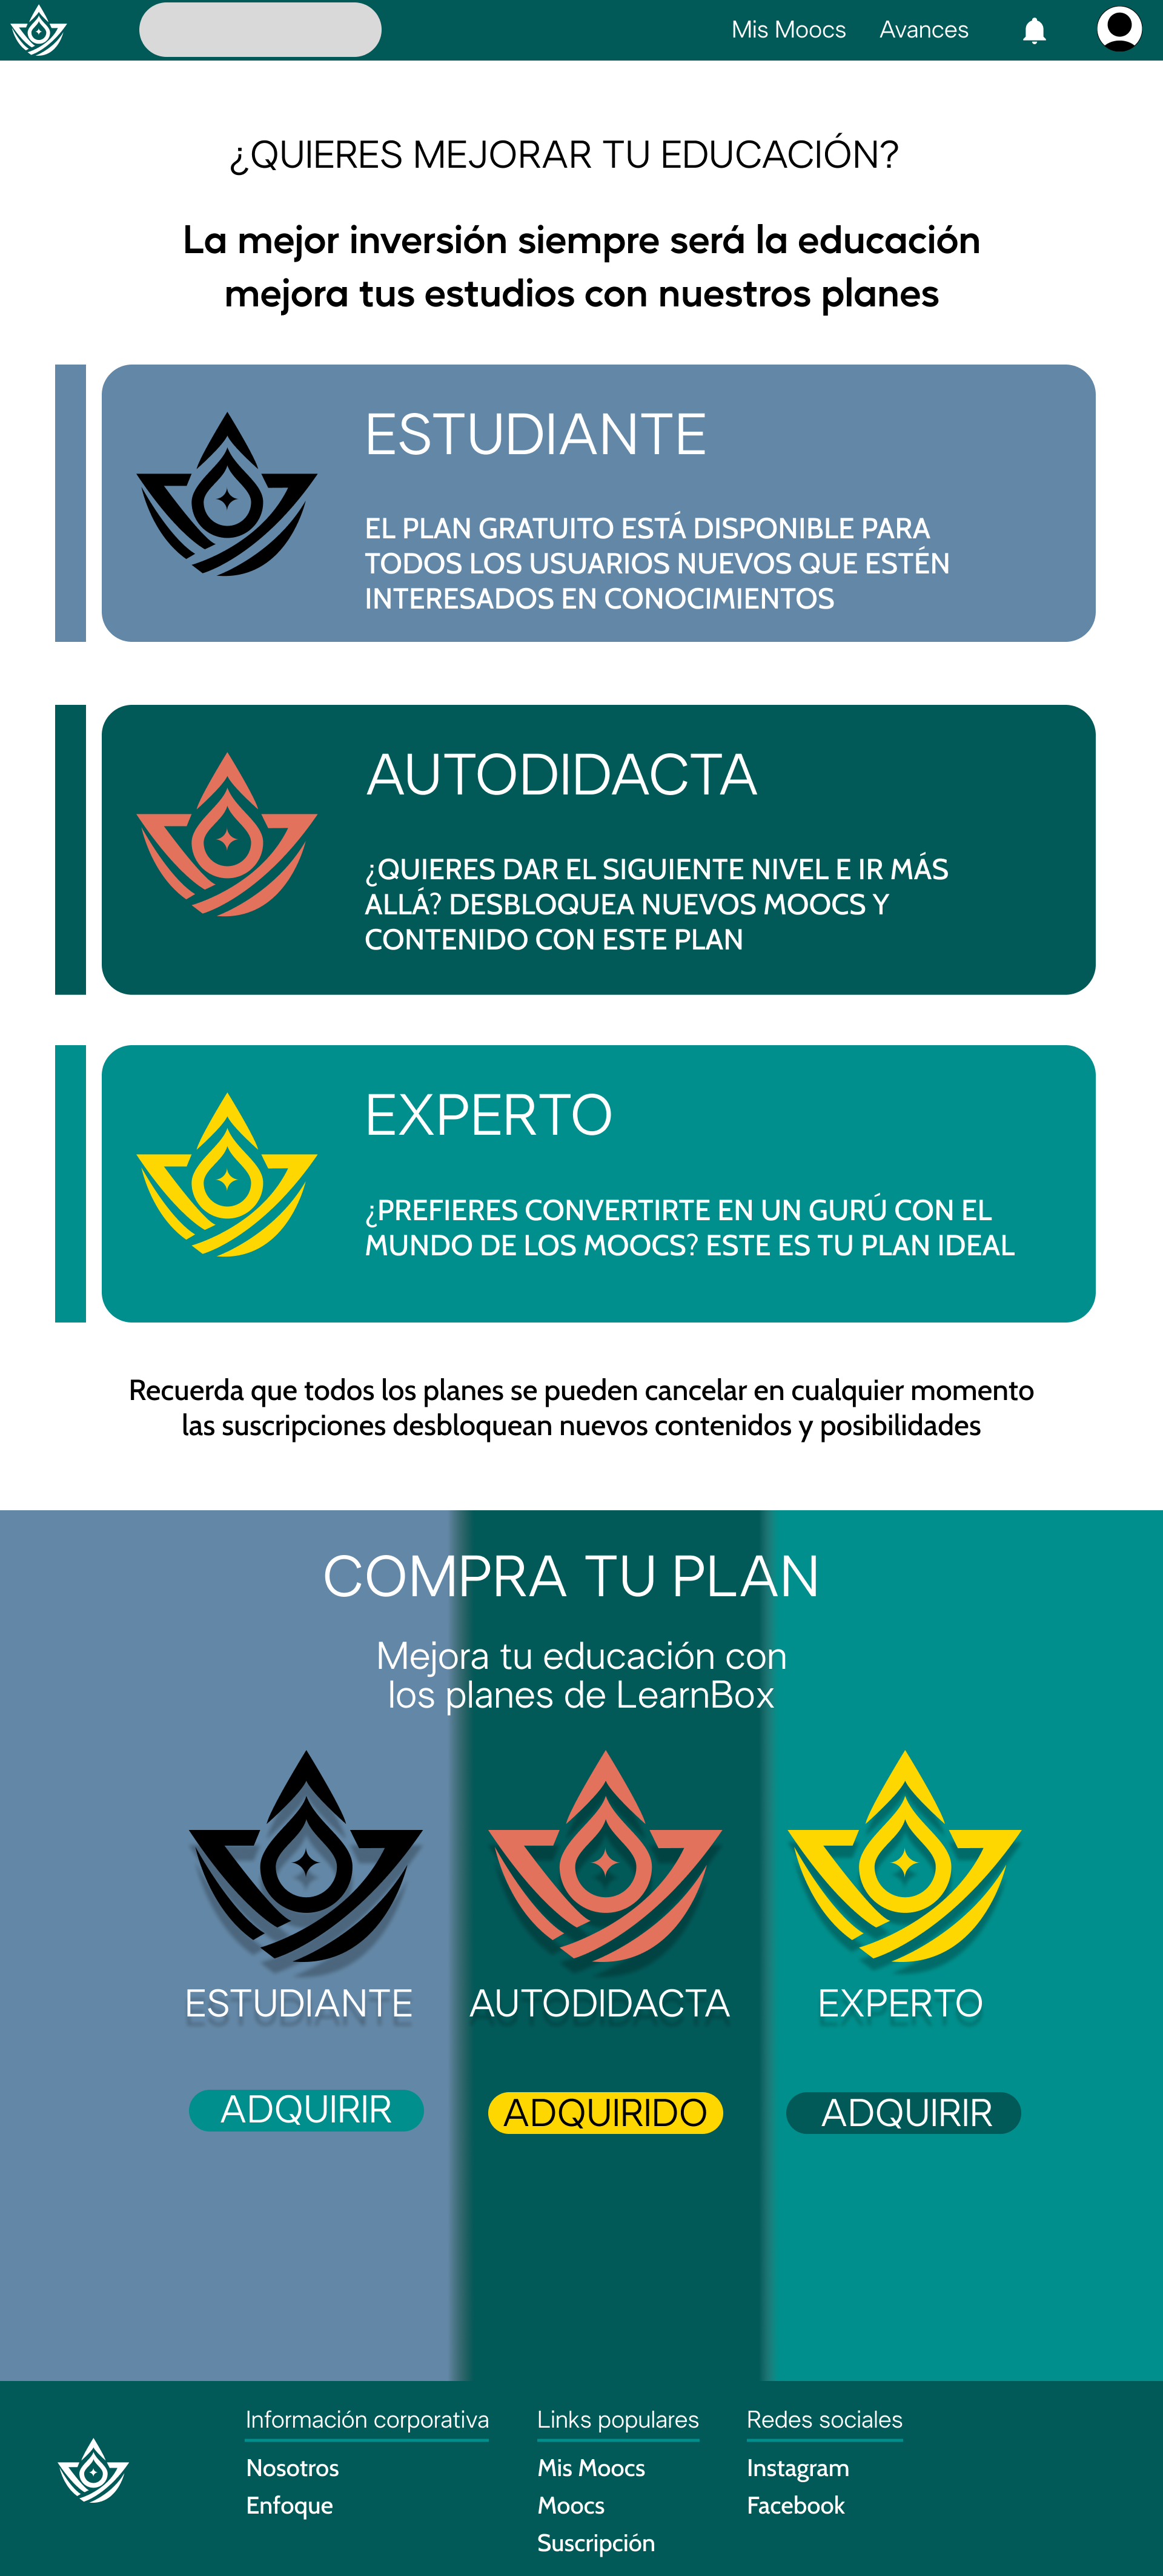 Mis Moocs Avances
¿QUIERES MEJORAR TU EDUCACIÓN?
La mejor inversión siempre será la educación
mejora tus estudios con nuestros planes
ESTUDIANTE
EL PLAN GRATUITO ESTÁ DISPONIBLE PARA
TODOS LOS USUARIOS NUEVOS QUE ESTÉN
INTERESADOS EN CONOCIMIENTOS
AUTODIDACTA
¿QUIERES DAR EL SIGUIENTE NIVEL E IR MÁS
ALLÁ? DESBLOQUEA NUEVOS MOOCS Y
CONTENIDO CON ESTE PLAN
EXPERTO
¿PREFIERES CONVERTIRTE EN UN GURÚ CON EL
MUNDO DE LOS MOOCS? ESTE ES TU PLAN IDEAL
Recuerda que todos los planes se pueden cancelar en cualquier momento
las suscripciones desbloquean nuevos contenidos y posibilidades
COMPRA TU PLAN
Mejora tu educación con
los planes de LearnBox
ESTUDIANTE AUTODIDACTA EXPERTO
ADQUIRIR ADQUIRIDO ADQUIRIR
Información corporativa
Nosotros
Enfoque
Links populares
Mis Moocs
Moocs
Suscripción
Redes sociales
Instagram
Facebook